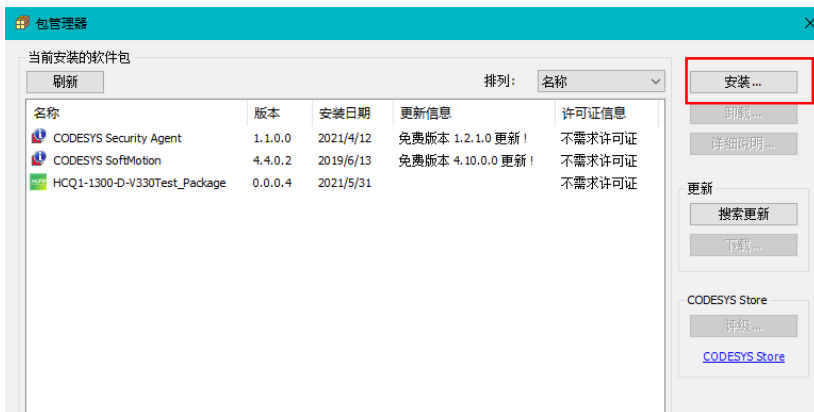 包管理器
当前安装的软件包
刷新 排列: 名称
名称 版本 安装日期 更新信息 许可证信息
CODESYS Security Agent 1.1.0.0 2021/4/12 免费版本 1.2.1.0 更新! 不需求许可证
CODESYS SoftMotion 4.4.0.2 2019/6/13 免费版本 4.10.0.0 更新! 不需求许可证
HCQ1-1300-D-V330Test_Package 0.0.0.4 2021/5/31 不需求许可证
安装...
卸载...
详细说明...
更新
搜索更新
下载...
CODESYS Store
评级...
CODESYS Store